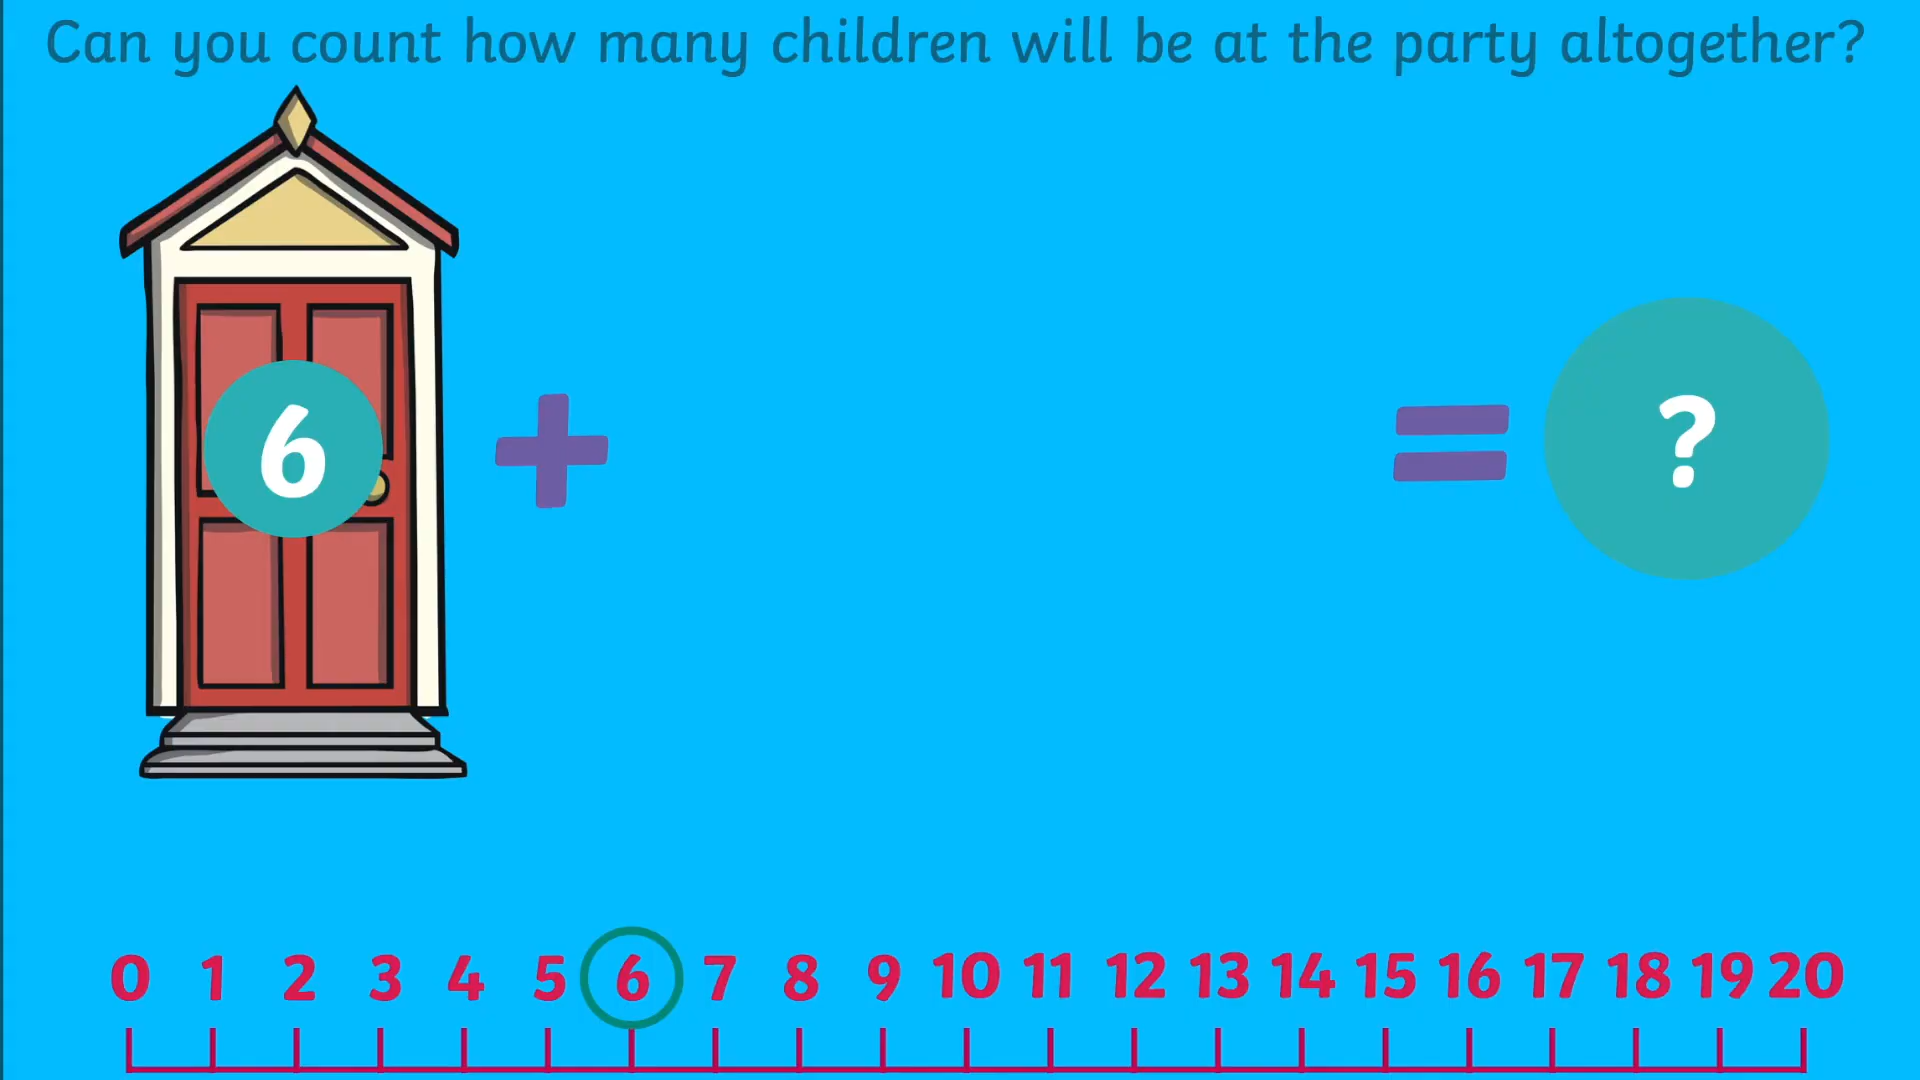 Can you count how many children will be at the party altogether?
6 + = ?
0 1 2 3 4 5 6 7 8 9 10 11 12 13 14 15 16 17 18 19 20